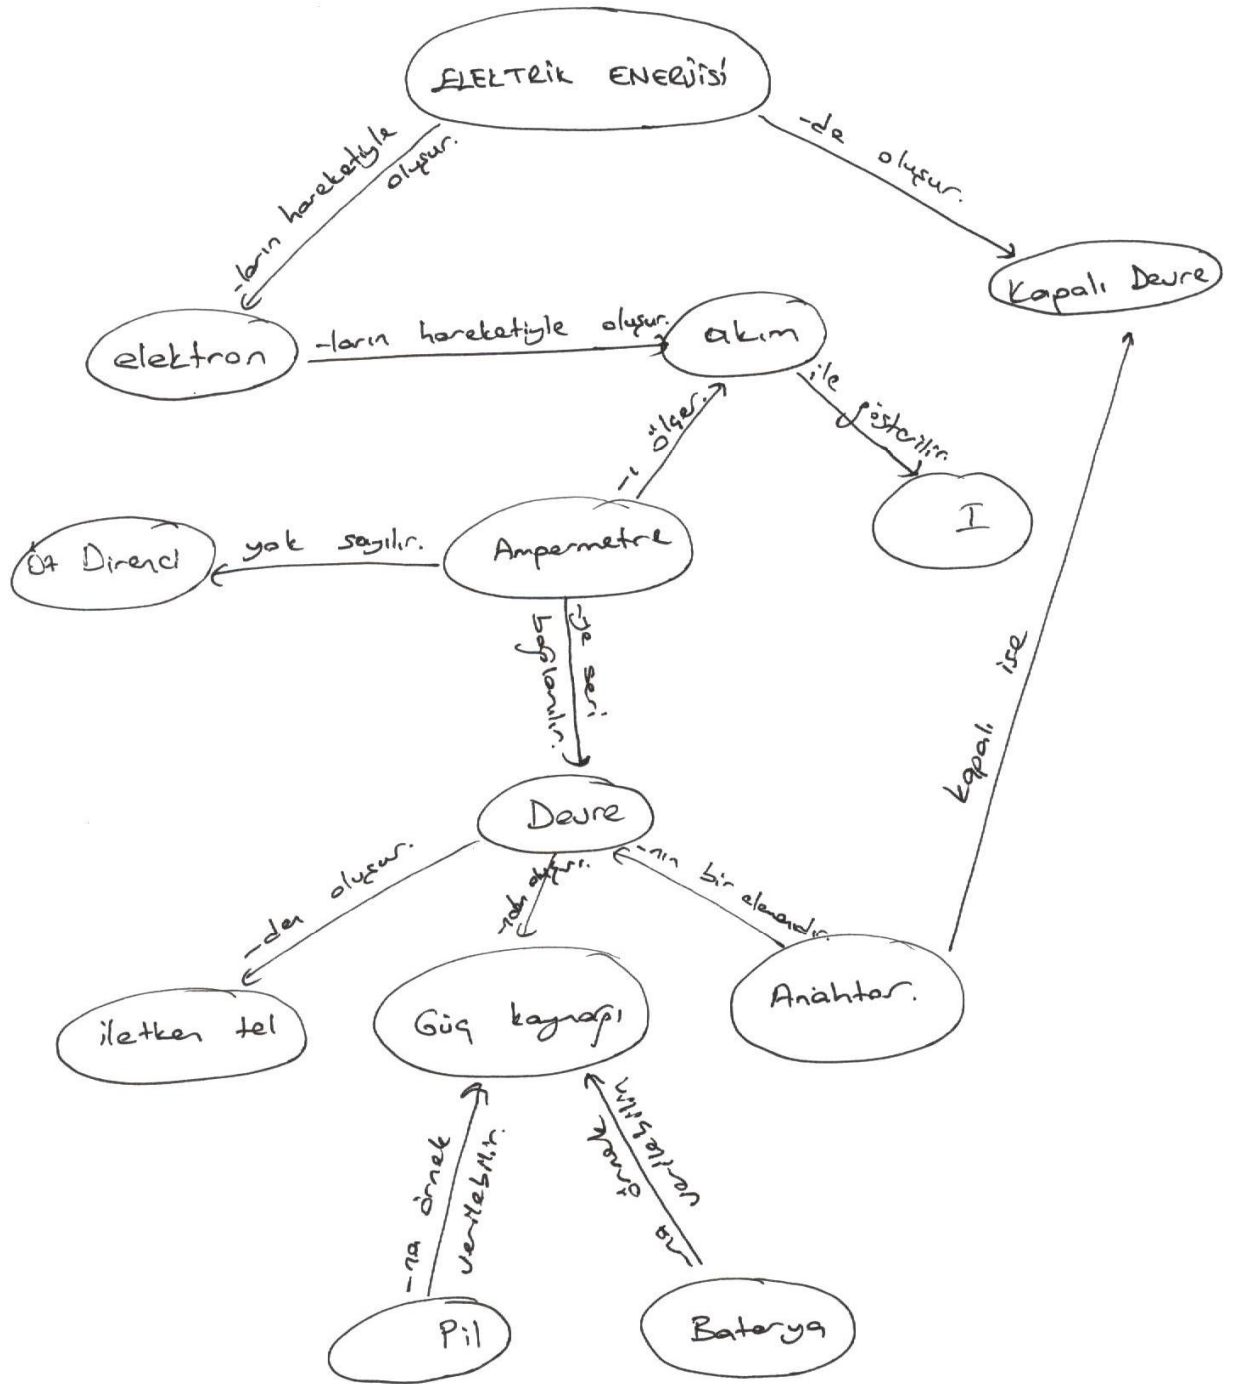 ELEKTRİK ENERJİSİ
-ların hareketiyle
oluşur.
-de oluşur.
Kapalı Devre
elektron
-ların hareketiyle oluşur.
akım
ile gösterilir.
-ı ölçer.
I
Öz Direnci
yok sayılır.
Ampermetre
-ye seri
bağlanılır.
kapalı ise
Devre
-den oluşur.
-dan oluşur.
-nın bir elemanıdır.
iletken tel
Güç kaynağı
Anahtar.
-na örnek
verilebilir.
-na örnek
verilebilir
Pil
Batarya